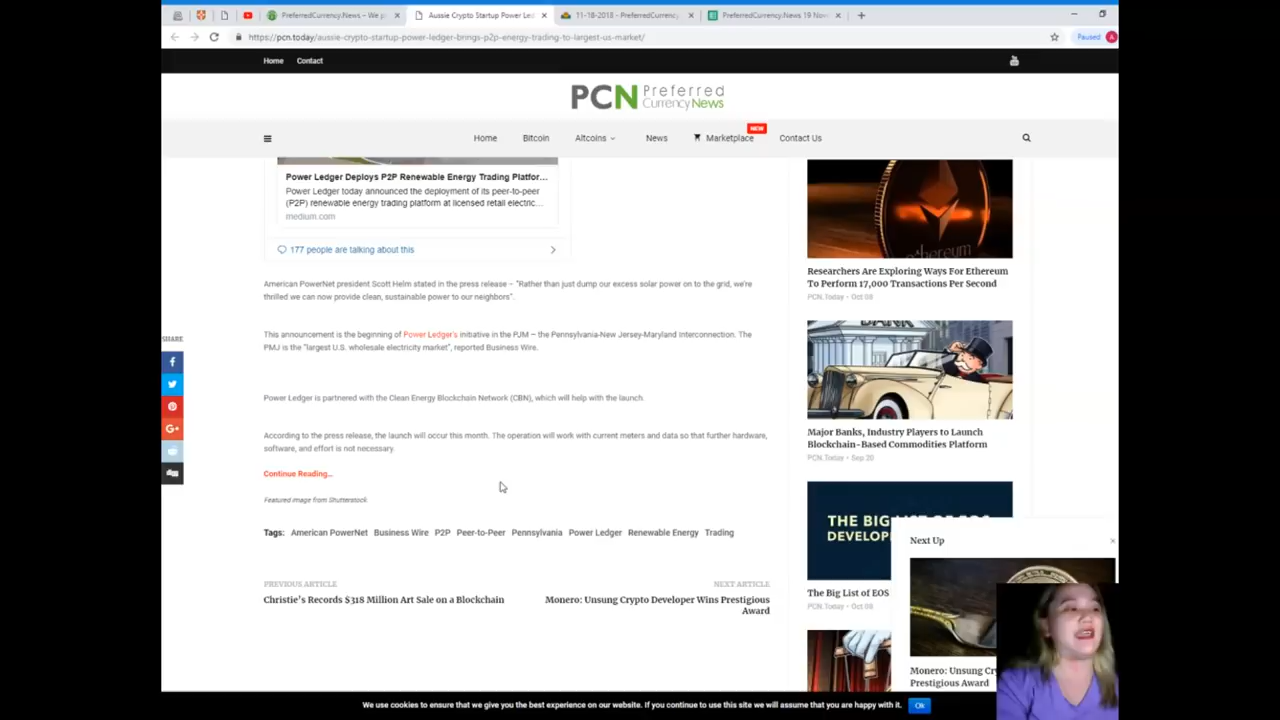 PreferredCurrency.News – We p
Aussie Crypto Startup Power Led
11-18-2018 - PreferredCurrency.
PreferredCurrency.News 19 Nov
https://pcn.today/aussie-crypto-startup-power-ledger-brings-p2p-energy-trading-to-largest-us-market/
Paused
A
Home Contact
PCN Preferred
Currency News
NEW
Home Bitcoin Altcoins News Marketplace Contact Us
Power Ledger Deploys P2P Renewable Energy Trading Platfor...
Power Ledger today announced the deployment of its peer-to-peer
(P2P) renewable energy trading platform at licensed retail electric...
medium.com
177 people are talking about this
American PowerNet president Scott Helm stated in the press release – "Rather than just dump our excess solar power on to the grid, we're
thrilled we can now provide clean, sustainable power to our neighbors".
This announcement is the beginning of Power Ledger's initiative in the PJM – the Pennsylvania-New Jersey-Maryland Interconnection. The
PMJ is the "largest U.S. wholesale electricity market", reported Business Wire.
Power Ledger is partnered with the Clean Energy Blockchain Network (CBN), which will help with the launch.
According to the press release, the launch will occur this month. The operation will work with current meters and data so that further hardware,
software, and effort is not necessary.
Continue Reading...
Featured image from Shutterstock.
Tags: American PowerNet Business Wire P2P Peer-to-Peer Pennsylvania Power Ledger Renewable Energy Trading
PREVIOUS ARTICLE
Christie's Records $318 Million Art Sale on a Blockchain
NEXT ARTICLE
Monero: Unsung Crypto Developer Wins Prestigious
Award
SHARE
f
G+
ethereum
Researchers Are Exploring Ways For Ethereum
To Perform 17,000 Transactions Per Second
PCN.Today • Oct 08
BANK
Major Banks, Industry Players to Launch
Blockchain-Based Commodities Platform
PCN.Today • Sep 20
THE BIG LIST OF EOS
DEVELO
The Big List of EOS
PCN.Today • Oct 08
Next Up
Monero: Unsung Cry
Prestigious Award
We use cookies to ensure that we give you the best experience on our website. If you continue to use this site we will assume that you are happy with it.
Ok